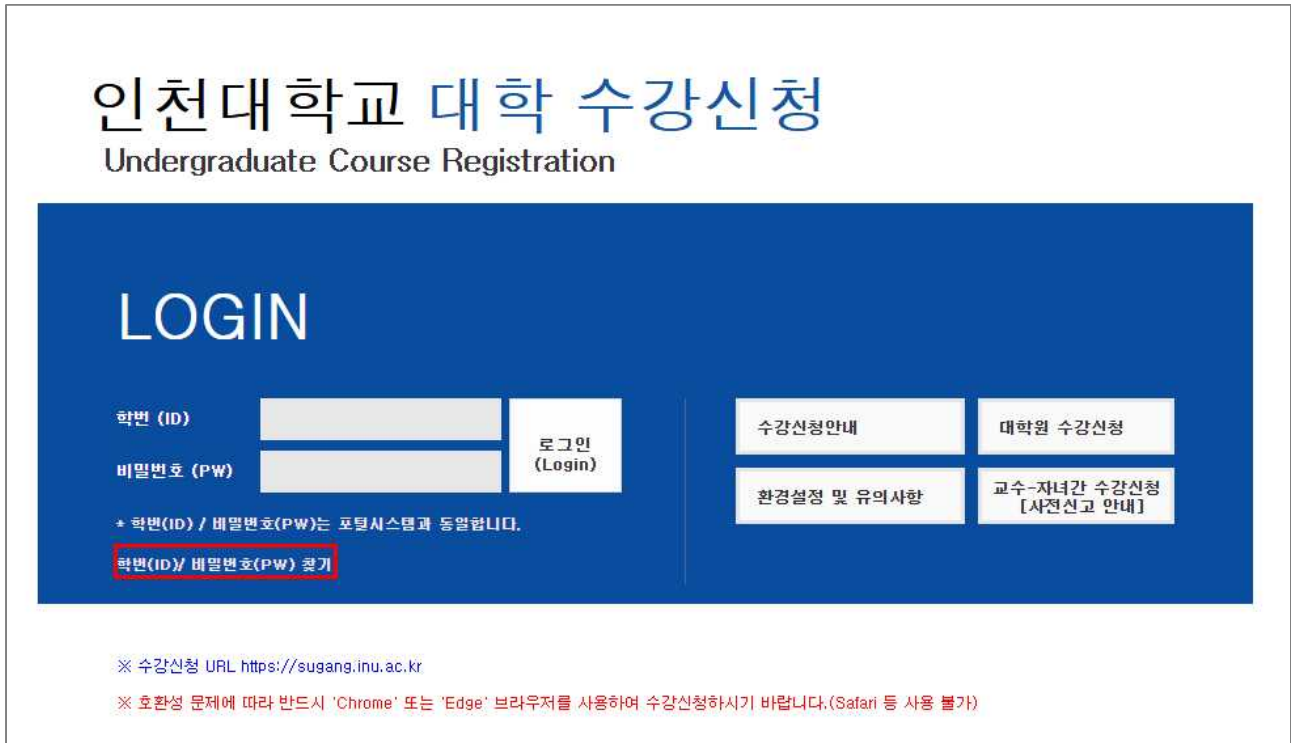 인천대학교 대학 수강신청
Undergraduate Course Registration
LOGIN
학번 (ID)
비밀번호 (PW)
로그인
(Login)
* 학번(ID) / 비밀번호(PW)는 포털시스템과 동일합니다.
학번(ID)/ 비밀번호(PW) 찾기
수강신청안내
대학원 수강신청
환경설정 및 유의사항
교수-자녀간 수강신청
[사전신고 안내]
※ 수강신청 URL https://sugang.inu.ac.kr
※ 호환성 문제에 따라 반드시 'Chrome' 또는 'Edge' 브라우저를 사용하여 수강신청하시기 바랍니다.(Safari 등 사용 불가)